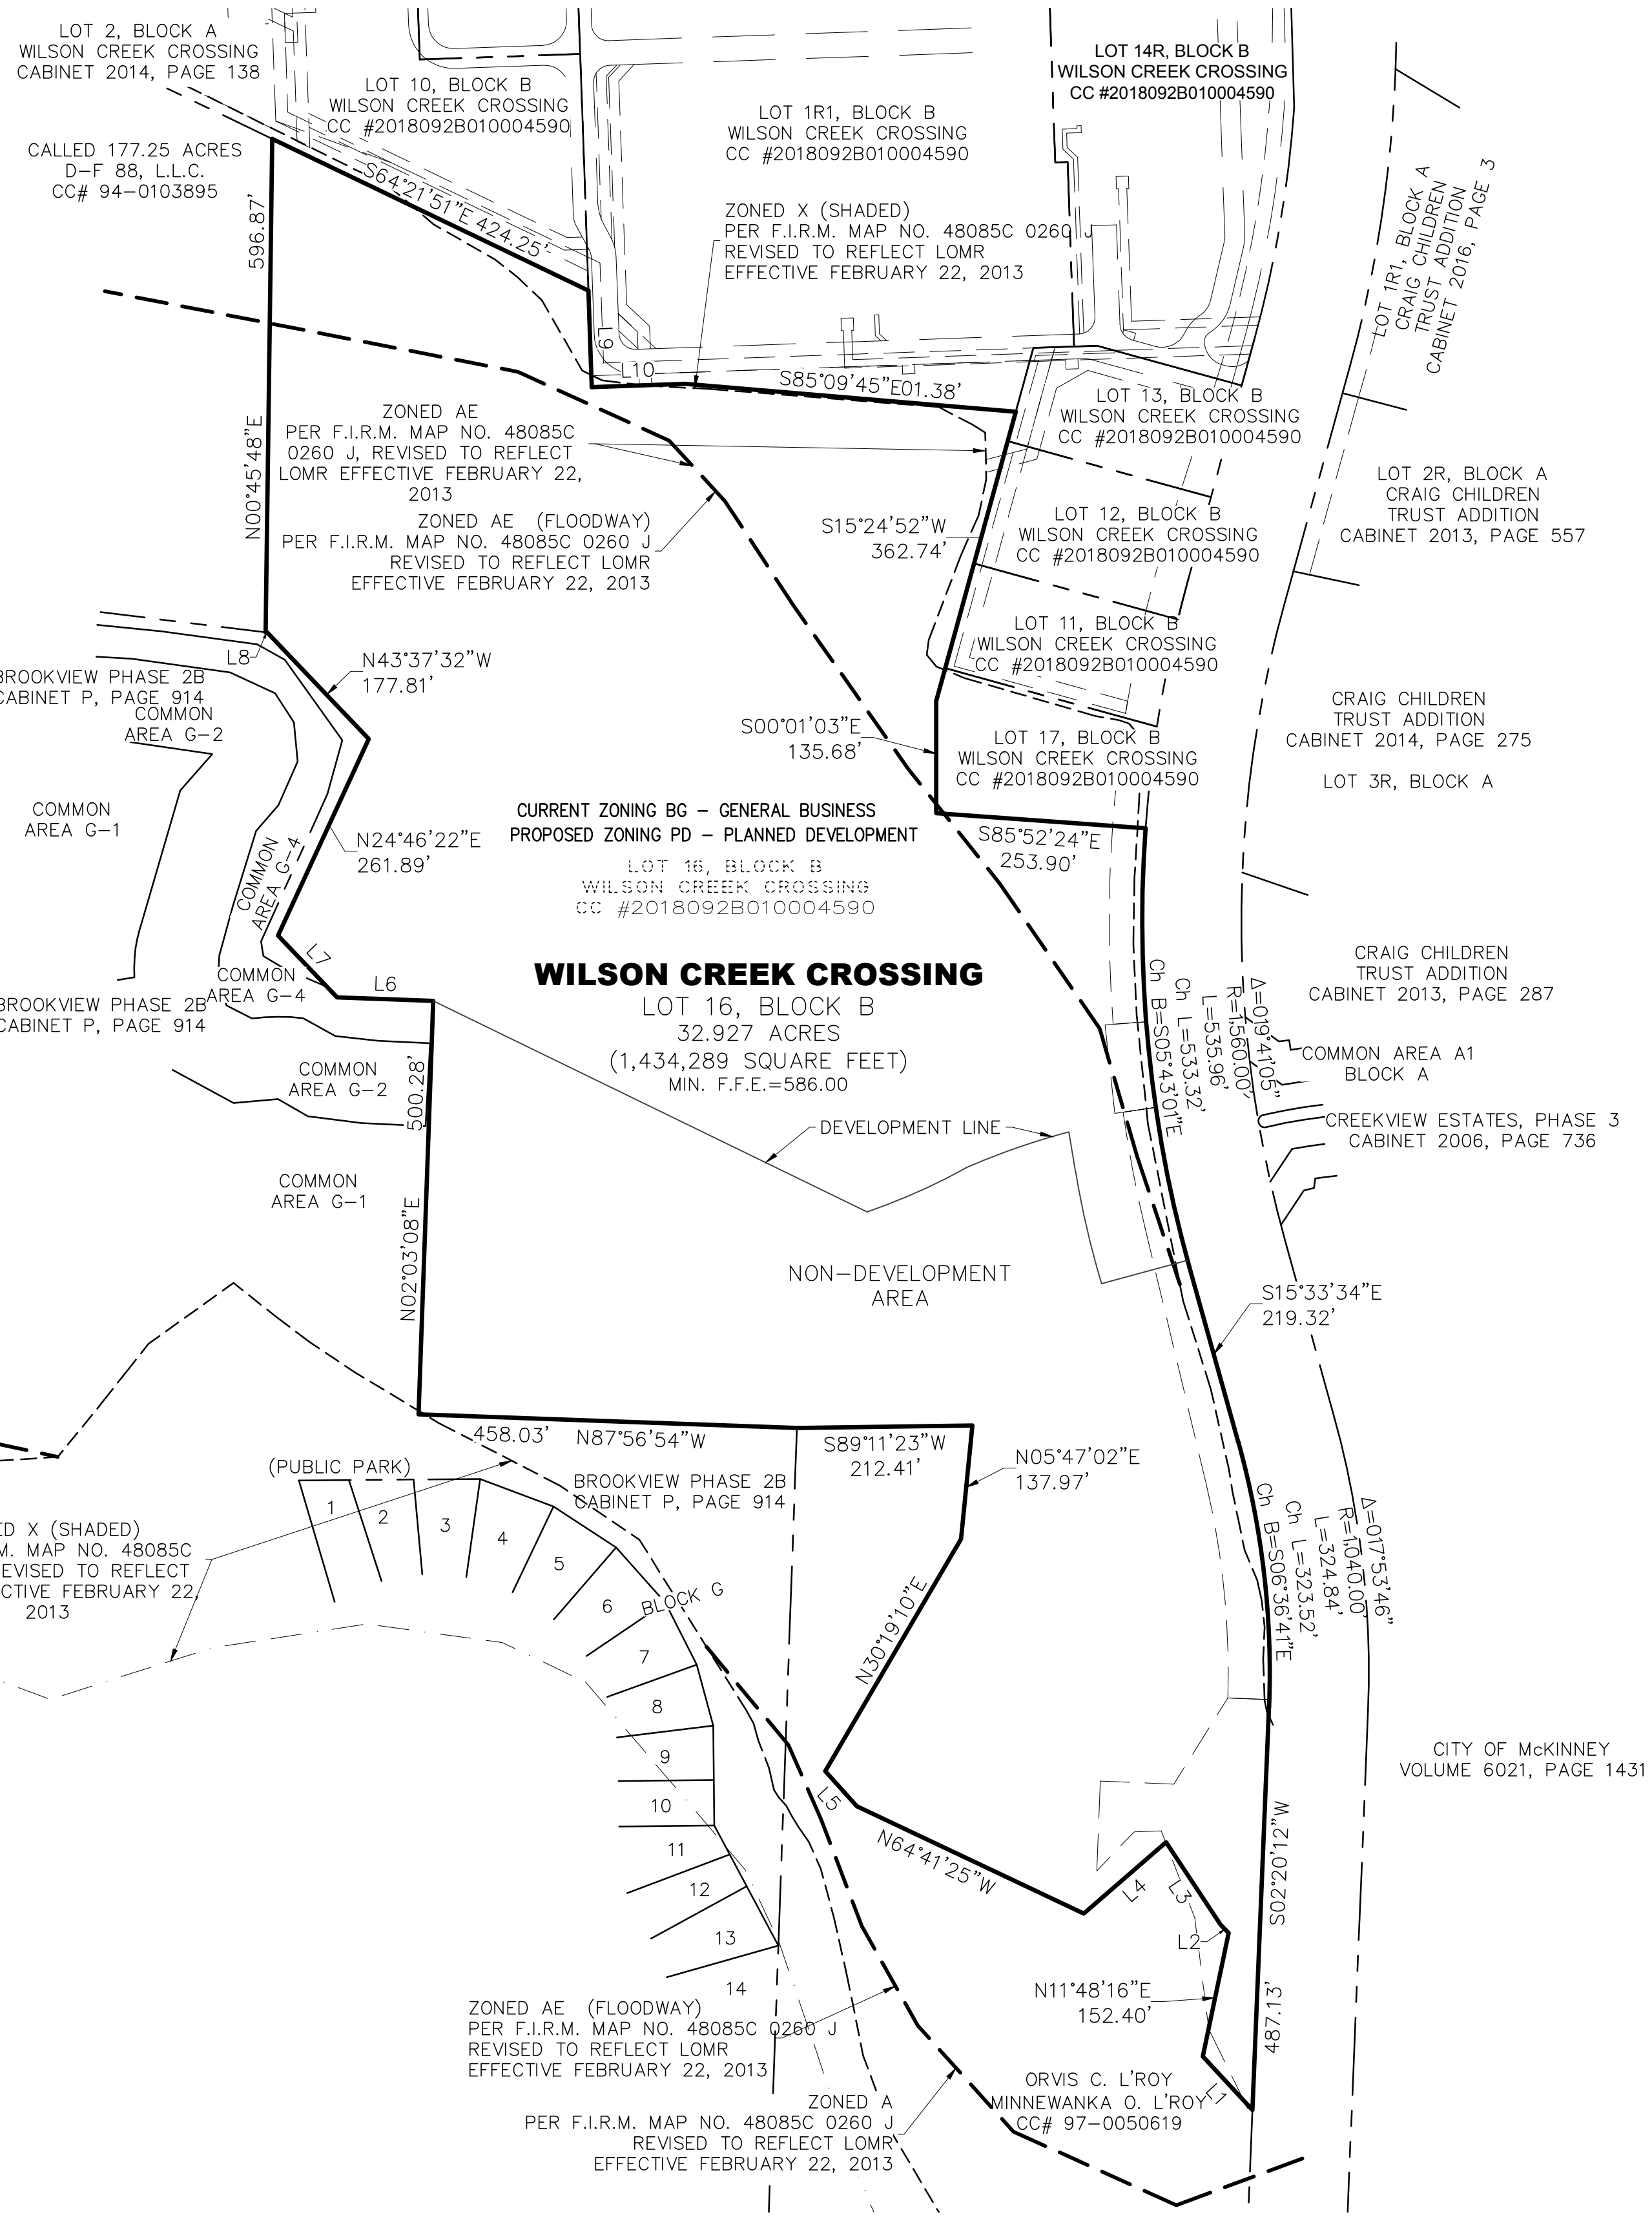 LOT 2, BLOCK A
WILSON CREEK CROSSING
CABINET 2014, PAGE 138
LOT 10, BLOCK B
WILSON CREEK CROSSING
CC #2018092B010004590
LOT 1R1, BLOCK B
WILSON CREEK CROSSING
CC #2018092B010004590
LOT 14R, BLOCK B
WILSON CREEK CROSSING
CC #2018092B010004590
CALLED 177.25 ACRES
D-F 88, L.L.C.
CC# 94-0103895
LOT 1R1, BLOCK A
CRAIG CHILDREN
TRUST ADDITION
CABINET 2016, PAGE 3
S64°21'51"E 424.25'
596.87'
N00°45'48"E
ZONED X (SHADED)
PER F.I.R.M. MAP NO. 48085C 0260 J
REVISED TO REFLECT LOMR
EFFECTIVE FEBRUARY 22, 2013
L9
L10
S85°09'45"E01.38'
LOT 13, BLOCK B
WILSON CREEK CROSSING
CC #2018092B010004590
ZONED AE
PER F.I.R.M. MAP NO. 48085C
0260 J, REVISED TO REFLECT
LOMR EFFECTIVE FEBRUARY 22,
2013
ZONED AE (FLOODWAY)
PER F.I.R.M. MAP NO. 48085C 0260 J
REVISED TO REFLECT LOMR
EFFECTIVE FEBRUARY 22, 2013
LOT 2R, BLOCK A
CRAIG CHILDREN
TRUST ADDITION
CABINET 2013, PAGE 557
S15°24'52"W
362.74'
LOT 12, BLOCK B
WILSON CREEK CROSSING
CC #2018092B010004590
LOT 11, BLOCK B
WILSON CREEK CROSSING
CC #2018092B010004590
L8
N43°37'32"W
177.81'
BROOKVIEW PHASE 2B
CABINET P, PAGE 914
COMMON
AREA G-2
CRAIG CHILDREN
TRUST ADDITION
CABINET 2014, PAGE 275
LOT 3R, BLOCK A
S00°01'03"E
135.68'
LOT 17, BLOCK B
WILSON CREEK CROSSING
CC #2018092B010004590
COMMON
AREA G-1
CURRENT ZONING BG - GENERAL BUSINESS
PROPOSED ZONING PD - PLANNED DEVELOPMENT
N24°46'22"E
261.89'
COMMON
AREA G-4
S85°52'24"E
253.90'
LOT 16, BLOCK B
WILSON CREEK CROSSING
CC #2018092B010004590
L7
L6
COMMON
AREA G-4
BROOKVIEW PHASE 2B
CABINET P, PAGE 914
WILSON CREEK CROSSING
LOT 16, BLOCK B
32.927 ACRES
(1,434,289 SQUARE FEET)
MIN. F.F.E.=586.00
CRAIG CHILDREN
TRUST ADDITION
CABINET 2013, PAGE 287
Δ=019°41'05"
R=1,560.00'
L=535.96'
Ch L=533.32'
Ch B=S05°43'01"E
COMMON AREA A1
BLOCK A
COMMON
AREA G-2
500.28'
N02°03'08"E
DEVELOPMENT LINE
CREEKVIEW ESTATES, PHASE 3
CABINET 2006, PAGE 736
COMMON
AREA G-1
NON-DEVELOPMENT
AREA
S15°33'34"E
219.32'
458.03' N87°56'54"W
S89°11'23"W
212.41'
N05°47'02"E
137.97'
(PUBLIC PARK)
BROOKVIEW PHASE 2B
CABINET P, PAGE 914
Δ=017°53'46"
R=1,040.00'
L=324.84'
Ch L=323.52'
Ch B=S06°36'41"E
ED X (SHADED)
M. MAP NO. 48085C
EVISED TO REFLECT
CTIVE FEBRUARY 22,
2013
1
2
3
4
5
6
BLOCK G
7
8
9
10
11
12
13
14
N30°19'10"E
L5
N64°41'25"W
L4
L3
L2
CITY OF McKINNEY
VOLUME 6021, PAGE 1431
S02°20'12"W
487.13'
N11°48'16"E
152.40'
ZONED AE (FLOODWAY)
PER F.I.R.M. MAP NO. 48085C 0260 J
REVISED TO REFLECT LOMR
EFFECTIVE FEBRUARY 22, 2013
L1
ORVIS C. L'ROY
MINNEWANKA O. L'ROY
CC# 97-0050619
ZONED A
PER F.I.R.M. MAP NO. 48085C 0260 J
REVISED TO REFLECT LOMR
EFFECTIVE FEBRUARY 22, 2013